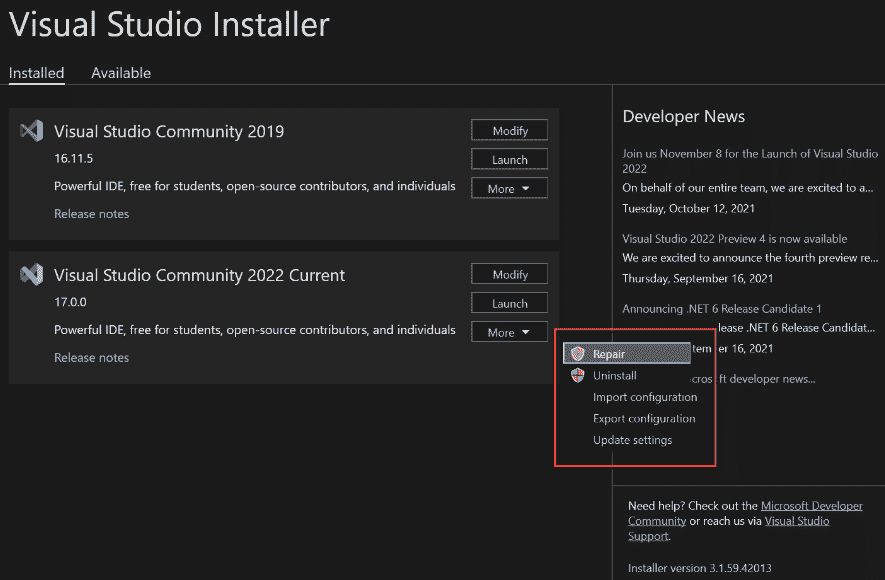 Visual Studio Installer
Installed
Available
Visual Studio Community 2019
16.11.5
Powerful IDE, free for students, open-source contributors, and individuals
Release notes
Modify
Launch
More
Visual Studio Community 2022 Current
17.0.0
Powerful IDE, free for students, open-source contributors, and individuals
Release notes
Modify
Launch
More
Repair
Uninstall
Import configuration
Export configuration
Update settings
Developer News
Join us November 8 for the Launch of Visual Studio
2022
On behalf of our entire team, we are excited to a...
Tuesday, October 12, 2021
Visual Studio 2022 Preview 4 is now available
We are excited to announce the fourth preview re...
Thursday, September 16, 2021
Announcing .NET 6 Release Candidate 1
lease .NET 6 Release Candidat...
er 16, 2021
developer news...
Need help? Check out the Microsoft Developer
Community or reach us via Visual Studio
Support.
Installer version 3.1.59.42013